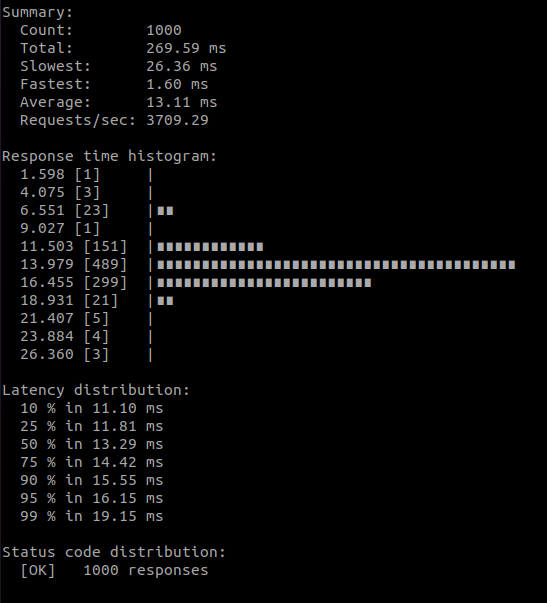 Summary:
  Count:        1000
  Total:        269.59 ms
  Slowest:      26.36 ms
  Fastest:      1.60 ms
  Average:      13.11 ms
  Requests/sec: 3709.29

Response time histogram:
  1.598 [1]     |
  4.075 [3]     |
  6.551 [23]    |∎∎
  9.027 [1]     |
  11.503 [151]  |∎∎∎∎∎∎∎∎∎∎∎∎
  13.979 [489]  |∎∎∎∎∎∎∎∎∎∎∎∎∎∎∎∎∎∎∎∎∎∎∎∎∎∎∎∎∎∎∎∎∎∎∎∎∎∎∎∎
  16.455 [299]  |∎∎∎∎∎∎∎∎∎∎∎∎∎∎∎∎∎∎∎∎∎∎∎∎
  18.931 [21]   |∎∎
  21.407 [5]    |
  23.884 [4]    |
  26.360 [3]    |

Latency distribution:
  10 % in 11.10 ms
  25 % in 11.81 ms
  50 % in 13.29 ms
  75 % in 14.42 ms
  90 % in 15.55 ms
  95 % in 16.15 ms
  99 % in 19.15 ms

Status code distribution:
  [OK]   1000 responses